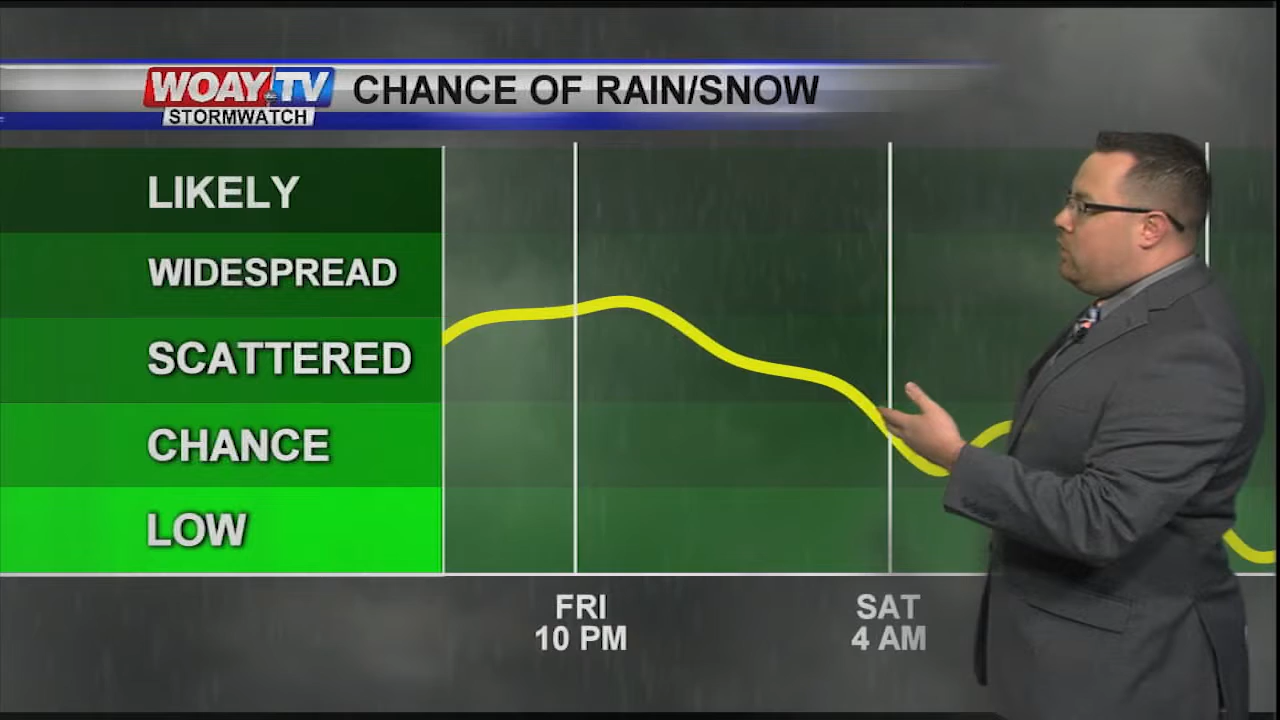 WOAY-TV
STORMWATCH
CHANCE OF RAIN/SNOW
LIKELY
WIDESPREAD
SCATTERED
CHANCE
LOW
FRI
10 PM
SAT
4 AM